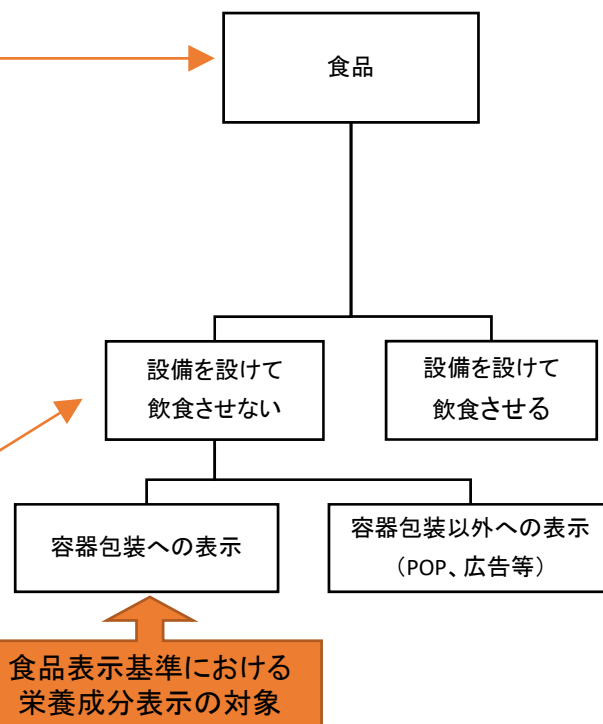 食品
設備を設けて
飲食させない
設備を設けて
飲食させる
容器包装への表示
容器包装以外への表示
（POP、広告等）
食品表示基準における
栄養成分表示の対象